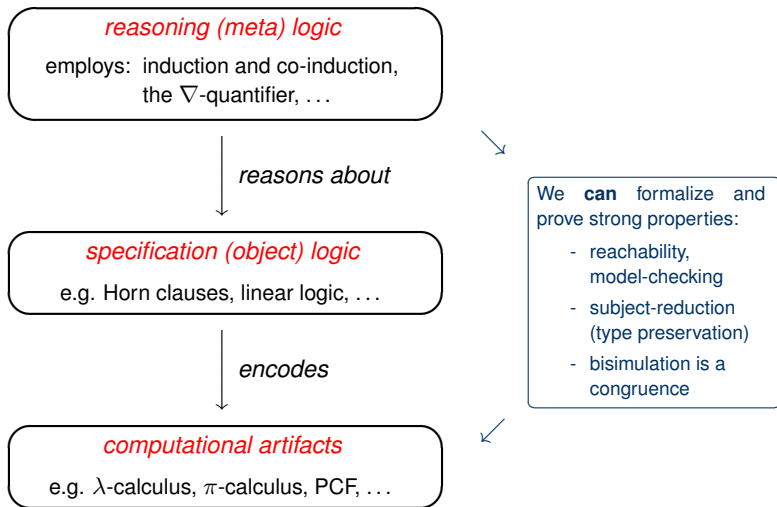 reasoning (meta) logic
employs: induction and co-induction,
the ∇-quantifier, . . .
reasons about
specification (object) logic
e.g. Horn clauses, linear logic, . . .
encodes
computational artifacts
e.g. λ-calculus, π-calculus, PCF, . . .
We can formalize and
prove strong properties:
- reachability,
model-checking
- subject-reduction
(type preservation)
- bisimulation is a
congruence